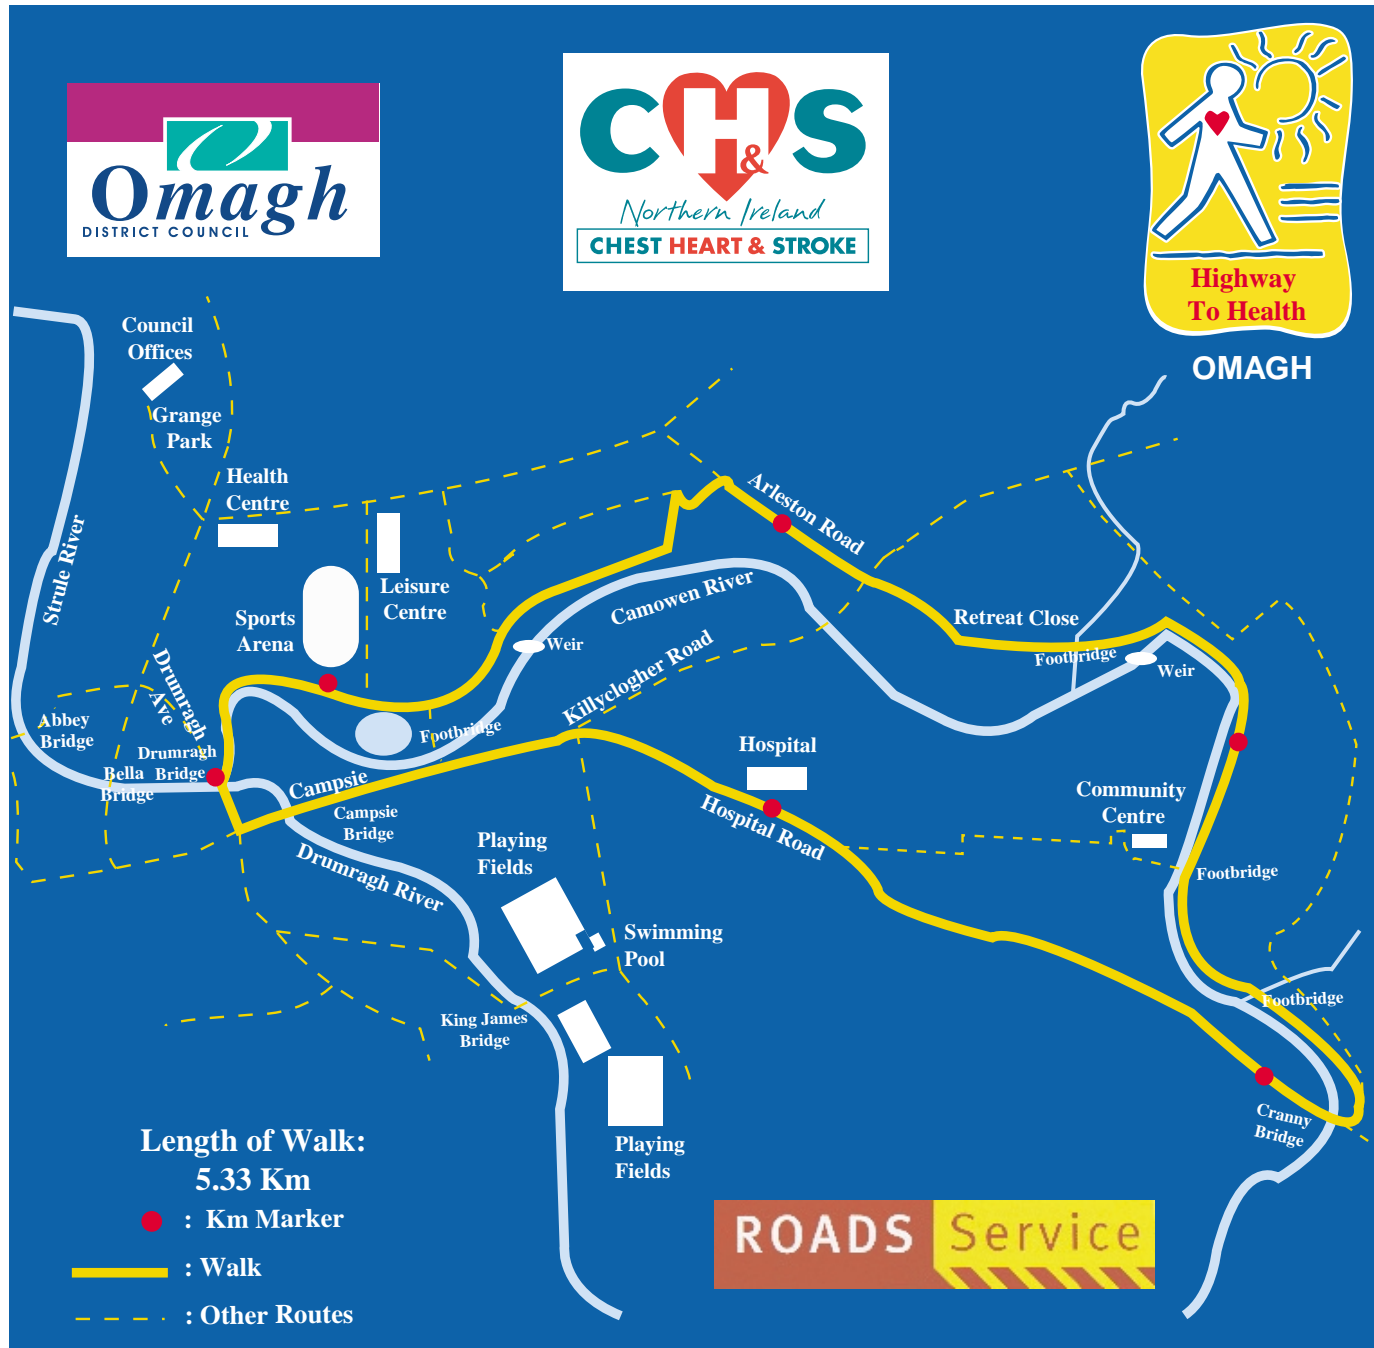 Omagh
DISTRICT COUNCIL
CH&S
Northern Ireland
CHEST HEART & STROKE
Highway
To Health
OMAGH
Council
Offices
Grange
Park
Health
Centre
Strule River
Leisure
Centre
Sports
Arena
Arleston Road
Camowen River
Retreat Close
Footbridge
Weir
Weir
Killyclogher Road
Drumragh
Ave
Abbey
Bridge
Drumragh
Bridge
Bella
Bridge
Footbridge
Campsie
Campsie
Bridge
Hospital
Hospital Road
Community
Centre
Footbridge
Drumragh River
Playing
Fields
Swimming
Pool
King James
Bridge
Footbridge
Cranny
Bridge
Playing
Fields
Length of Walk:
5.33 Km
: Km Marker
: Walk
: Other Routes
ROADS Service